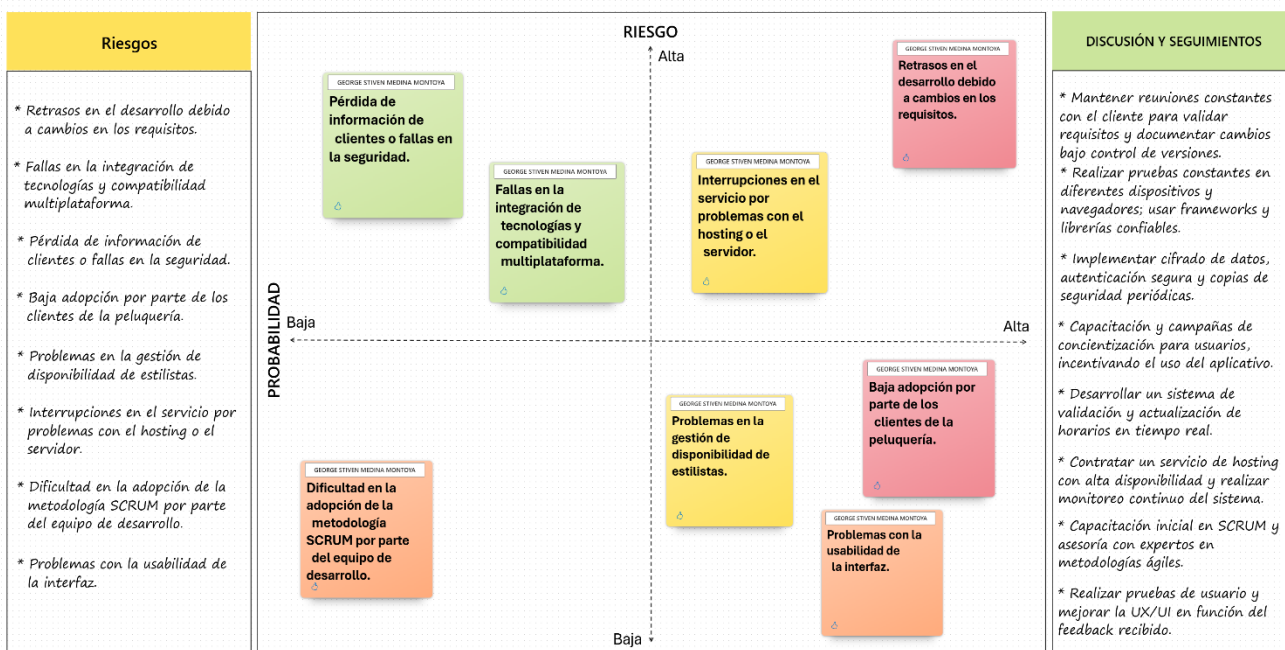 Riesgos
* Retrasos en el desarrollo debido
a cambios en los requisitos.
* Fallas en la integración de
tecnologías y compatibilidad
multiplataforma.
* Pérdida de información de
clientes o fallas en la seguridad.
* Baja adopción por parte de los
clientes de la peluquería.
* Problemas en la gestión de
disponibilidad de estilistas.
* Interrupciones en el servicio por
problemas con el hosting o el
servidor.
* Dificultad en la adopción de la
metodología SCRUM por parte
del equipo de desarrollo.
* Problemas con la usabilidad de
la interfaz.
RIESGO
Alta
PROBABILIDAD
Baja
Alta
Baja
GEORGE STIVEN MEDINA MONTOYA
Pérdida de
información de
clientes o fallas en
la seguridad.
GEORGE STIVEN MEDINA MONTOYA
Fallas en la
integración de
tecnologías y
compatibilidad
multiplataforma.
GEORGE STIVEN MEDINA MONTOYA
Interrupciones en el
servicio por
problemas con el
hosting o el
servidor.
GEORGE STIVEN MEDINA MONTOYA
Retrasos en el
desarrollo debido
a cambios en los
requisitos.
GEORGE STIVEN MEDINA MONTOYA
Dificultad en la
adopción de la
metodología
SCRUM por parte
del equipo de
desarrollo.
GEORGE STIVEN MEDINA MONTOYA
Problemas en la
gestión de
disponibilidad de
estilistas.
GEORGE STIVEN MEDINA MONTOYA
Baja adopción por
parte de los
clientes de la
peluquería.
GEORGE STIVEN MEDINA MONTOYA
Problemas con la
usabilidad de
la interfaz.
DISCUSIÓN Y SEGUIMIENTOS
* Mantener reuniones constantes
con el cliente para validar
requisitos y documentar cambios
bajo control de versiones.
* Realizar pruebas constantes en
diferentes dispositivos y
navegadores; usar frameworks y
librerías confiables.
* Implementar cifrado de datos,
autenticación segura y copias de
seguridad periódicas.
* Capacitación y campañas de
concientización para usuarios,
incentivando el uso del aplicativo.
* Desarrollar un sistema de
validación y actualización de
horarios en tiempo real.
* Contratar un servicio de hosting
con alta disponibilidad y realizar
monitoreo continuo del sistema.
* Capacitación inicial en SCRUM y
asesoría con expertos en
metodologías ágiles.
* Realizar pruebas de usuario y
mejorar la UX/UI en función del
feedback recibido.